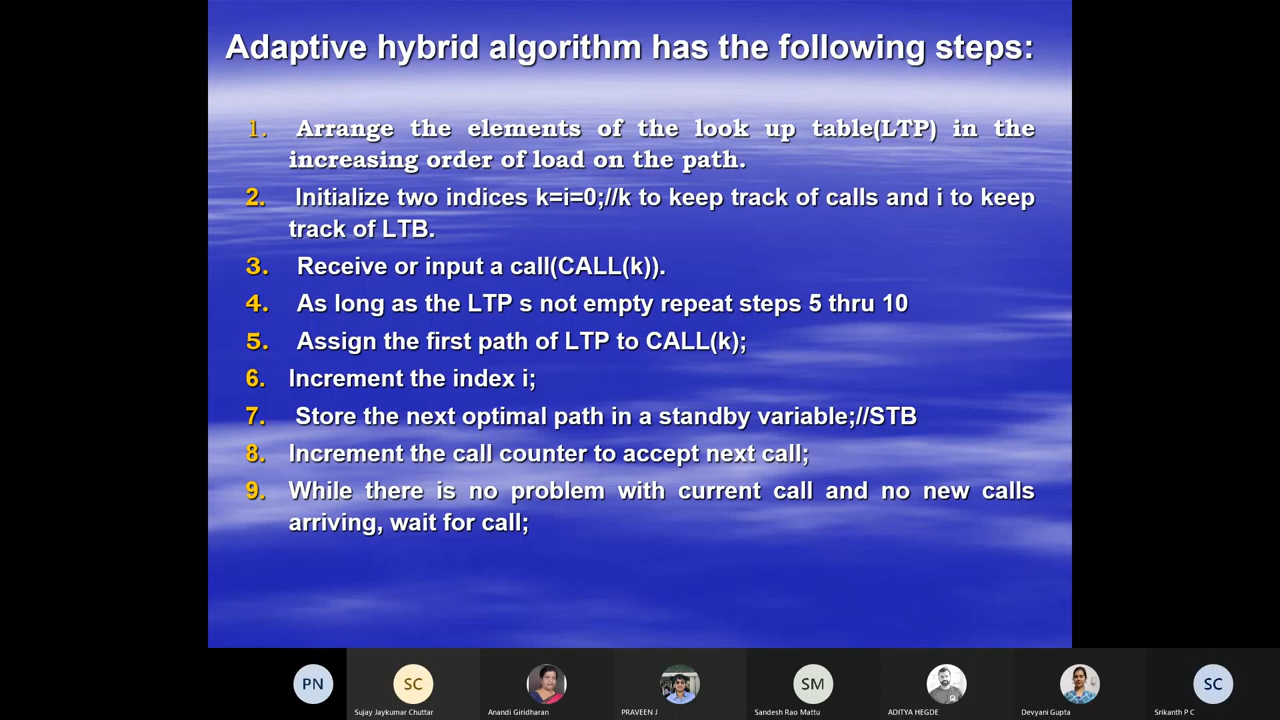 Adaptive hybrid algorithm has the following steps:
1. Arrange the elements of the look up table(LTP) in the
increasing order of load on the path.
2. Initialize two indices k=i=0;//k to keep track of calls and i to keep
track of LTB.
3. Receive or input a call(CALL(k)).
4. As long as the LTP s not empty repeat steps 5 thru 10
5. Assign the first path of LTP to CALL(k);
6. Increment the index i;
7. Store the next optimal path in a standby variable;//STB
8. Increment the call counter to accept next call;
9. While there is no problem with current call and no new calls
arriving, wait for call;
PN SC SM SC
Sujay Jaykumar Chuttar Anandi Giridharan PRAVEEN J Sandesh Rao Mattu ADITYA HEGDE Devyani Gupta Srikanth P C